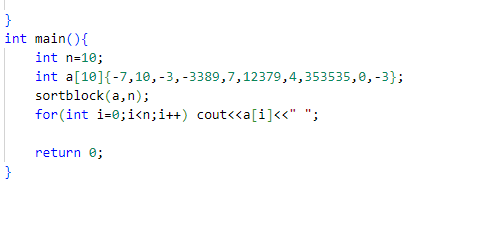 }
int main(){
    int n=10;
    int a[10]{-7,10,-3,-3389,7,12379,4,353535,0,-3};
    sortblock(a,n);
    for(int i=0;i<n;i++) cout<<a[i]<<" ";
    return 0;
}